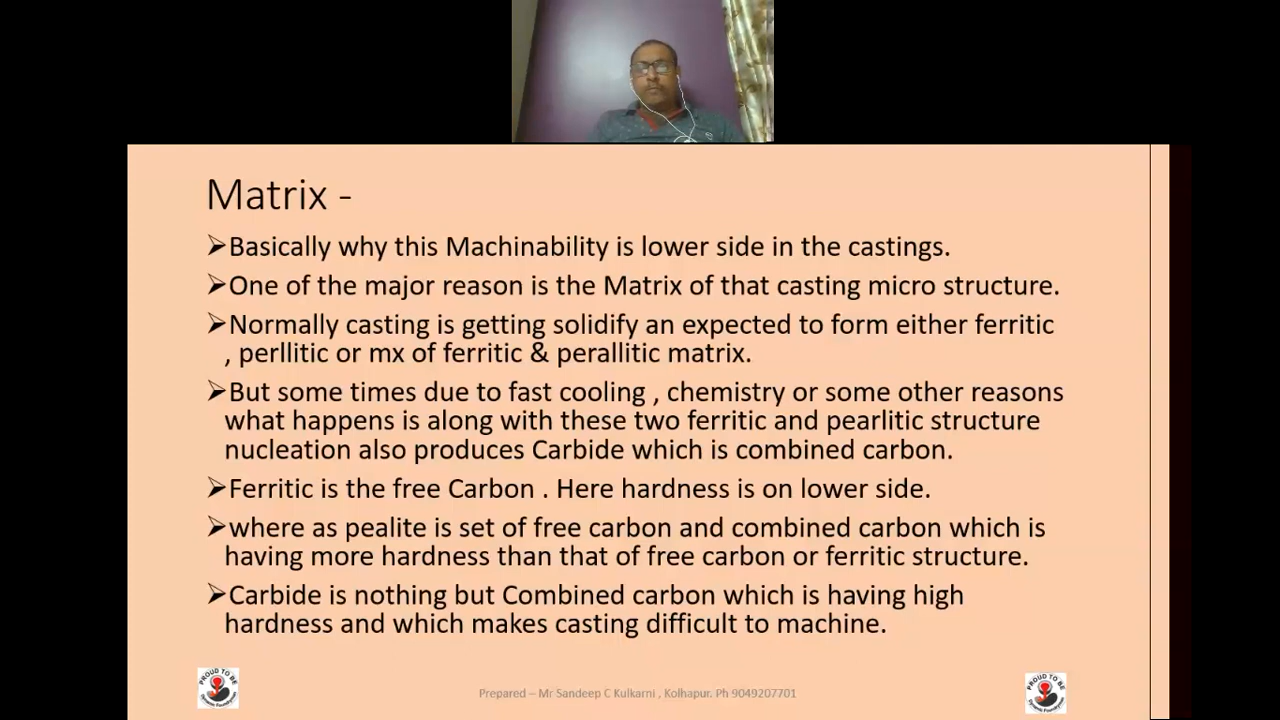 Matrix -
➢Basically why this Machinability is lower side in the castings.
➢One of the major reason is the Matrix of that casting micro structure.
➢Normally casting is getting solidify an expected to form either ferritic
, perllitic or mx of ferritic & perallitic matrix.
➢But some times due to fast cooling , chemistry or some other reasons
what happens is along with these two ferritic and pearlitic structure
nucleation also produces Carbide which is combined carbon.
➢Ferritic is the free Carbon . Here hardness is on lower side.
➢where as pealite is set of free carbon and combined carbon which is
having more hardness than that of free carbon or ferritic structure.
➢Carbide is nothing but Combined carbon which is having high
hardness and which makes casting difficult to machine.
PROUD TO BE
Prepared – Mr Sandeep C Kulkarni , Kolhapur. Ph 9049207701
PROUD TO BE